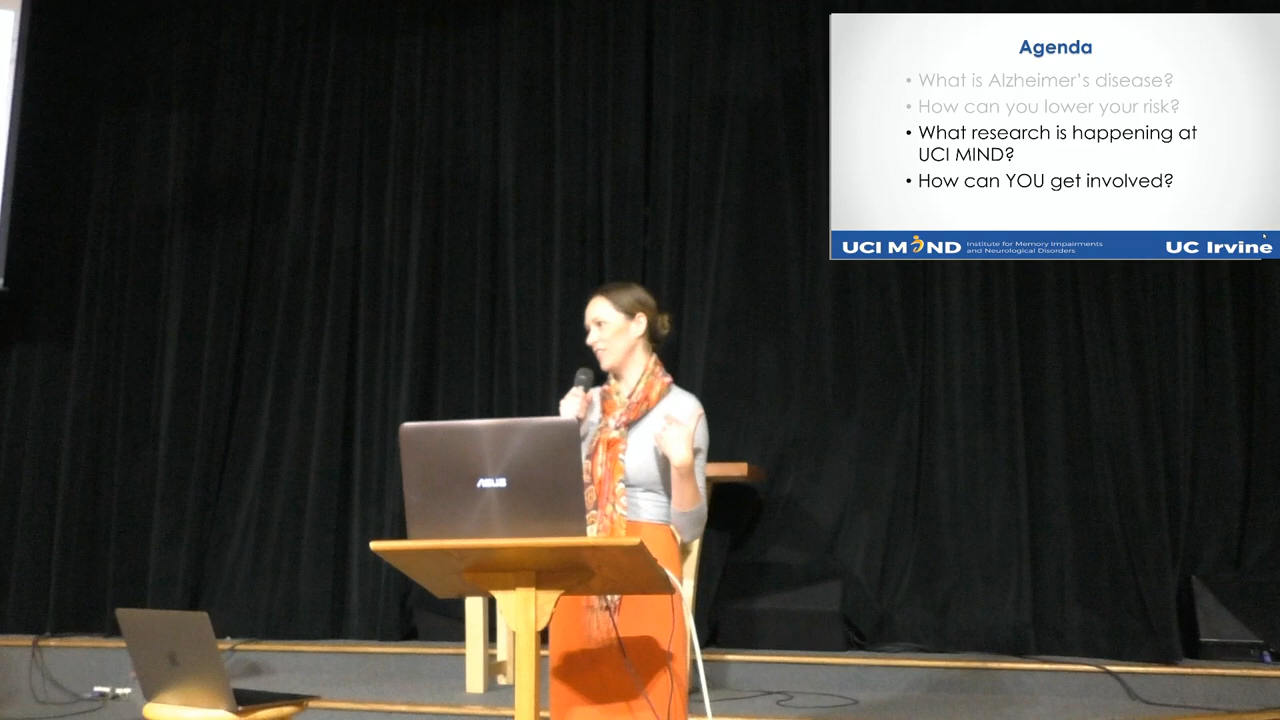 Agenda
• What is Alzheimer's disease?
• How can you lower your risk?
• What research is happening at
UCI MIND?
• How can YOU get involved?
UCI MIND
Institute for Memory Impairments
and Neurological Disorders
UC Irvine
ASUS